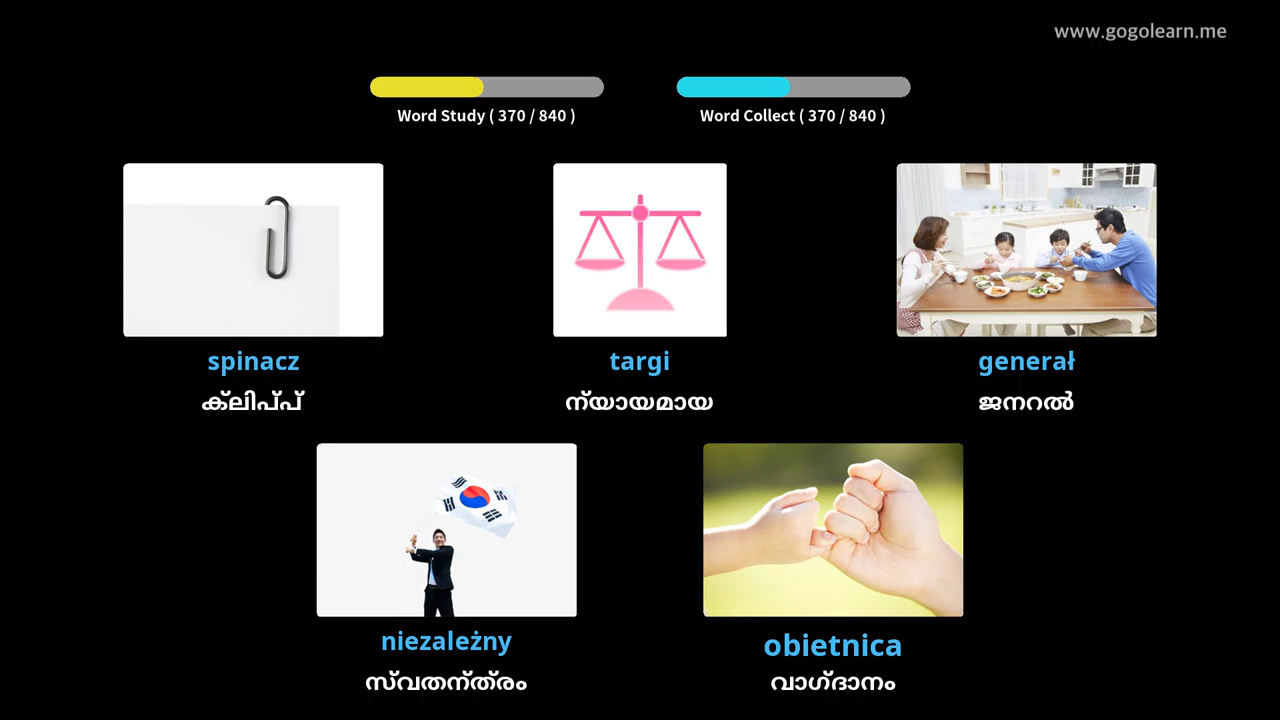 www.gogolearn.me
Word Study ( 370 / 840 )
Word Collect ( 370 / 840 )
spinacz
targi
generał
ക്ലിപ്പ്
ന്യായമായ
ജനറൽ
niezależny
obietnica
സ്വതന്ത്രം
വാഗ്ദാനം